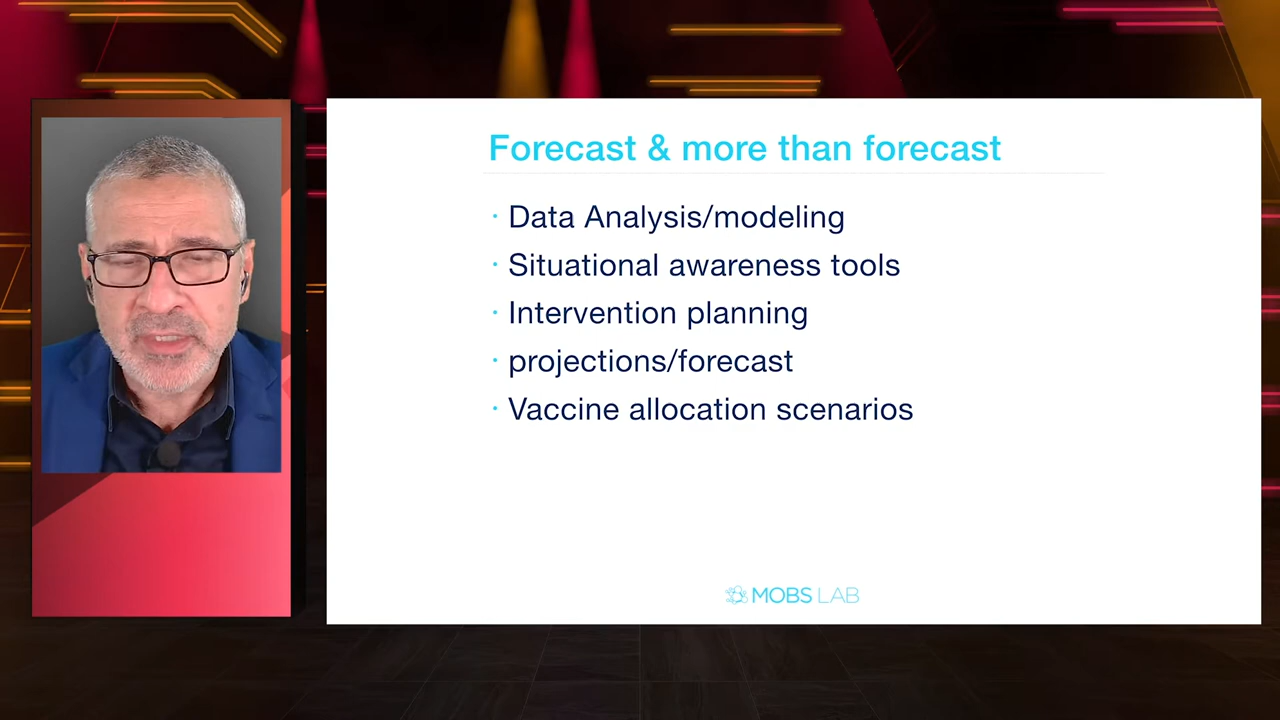 Forecast & more than forecast
· Data Analysis/modeling
· Situational awareness tools
· Intervention planning
· projections/forecast
· Vaccine allocation scenarios
MOBS LAB